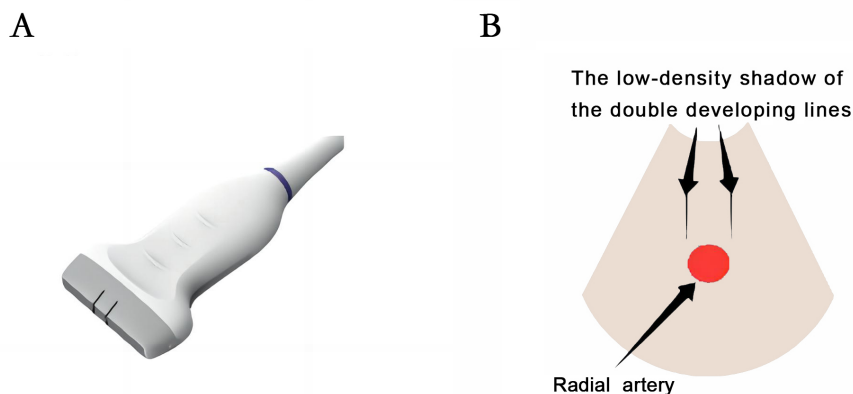 A
B
The low-density shadow of
the double developing lines
Radial artery